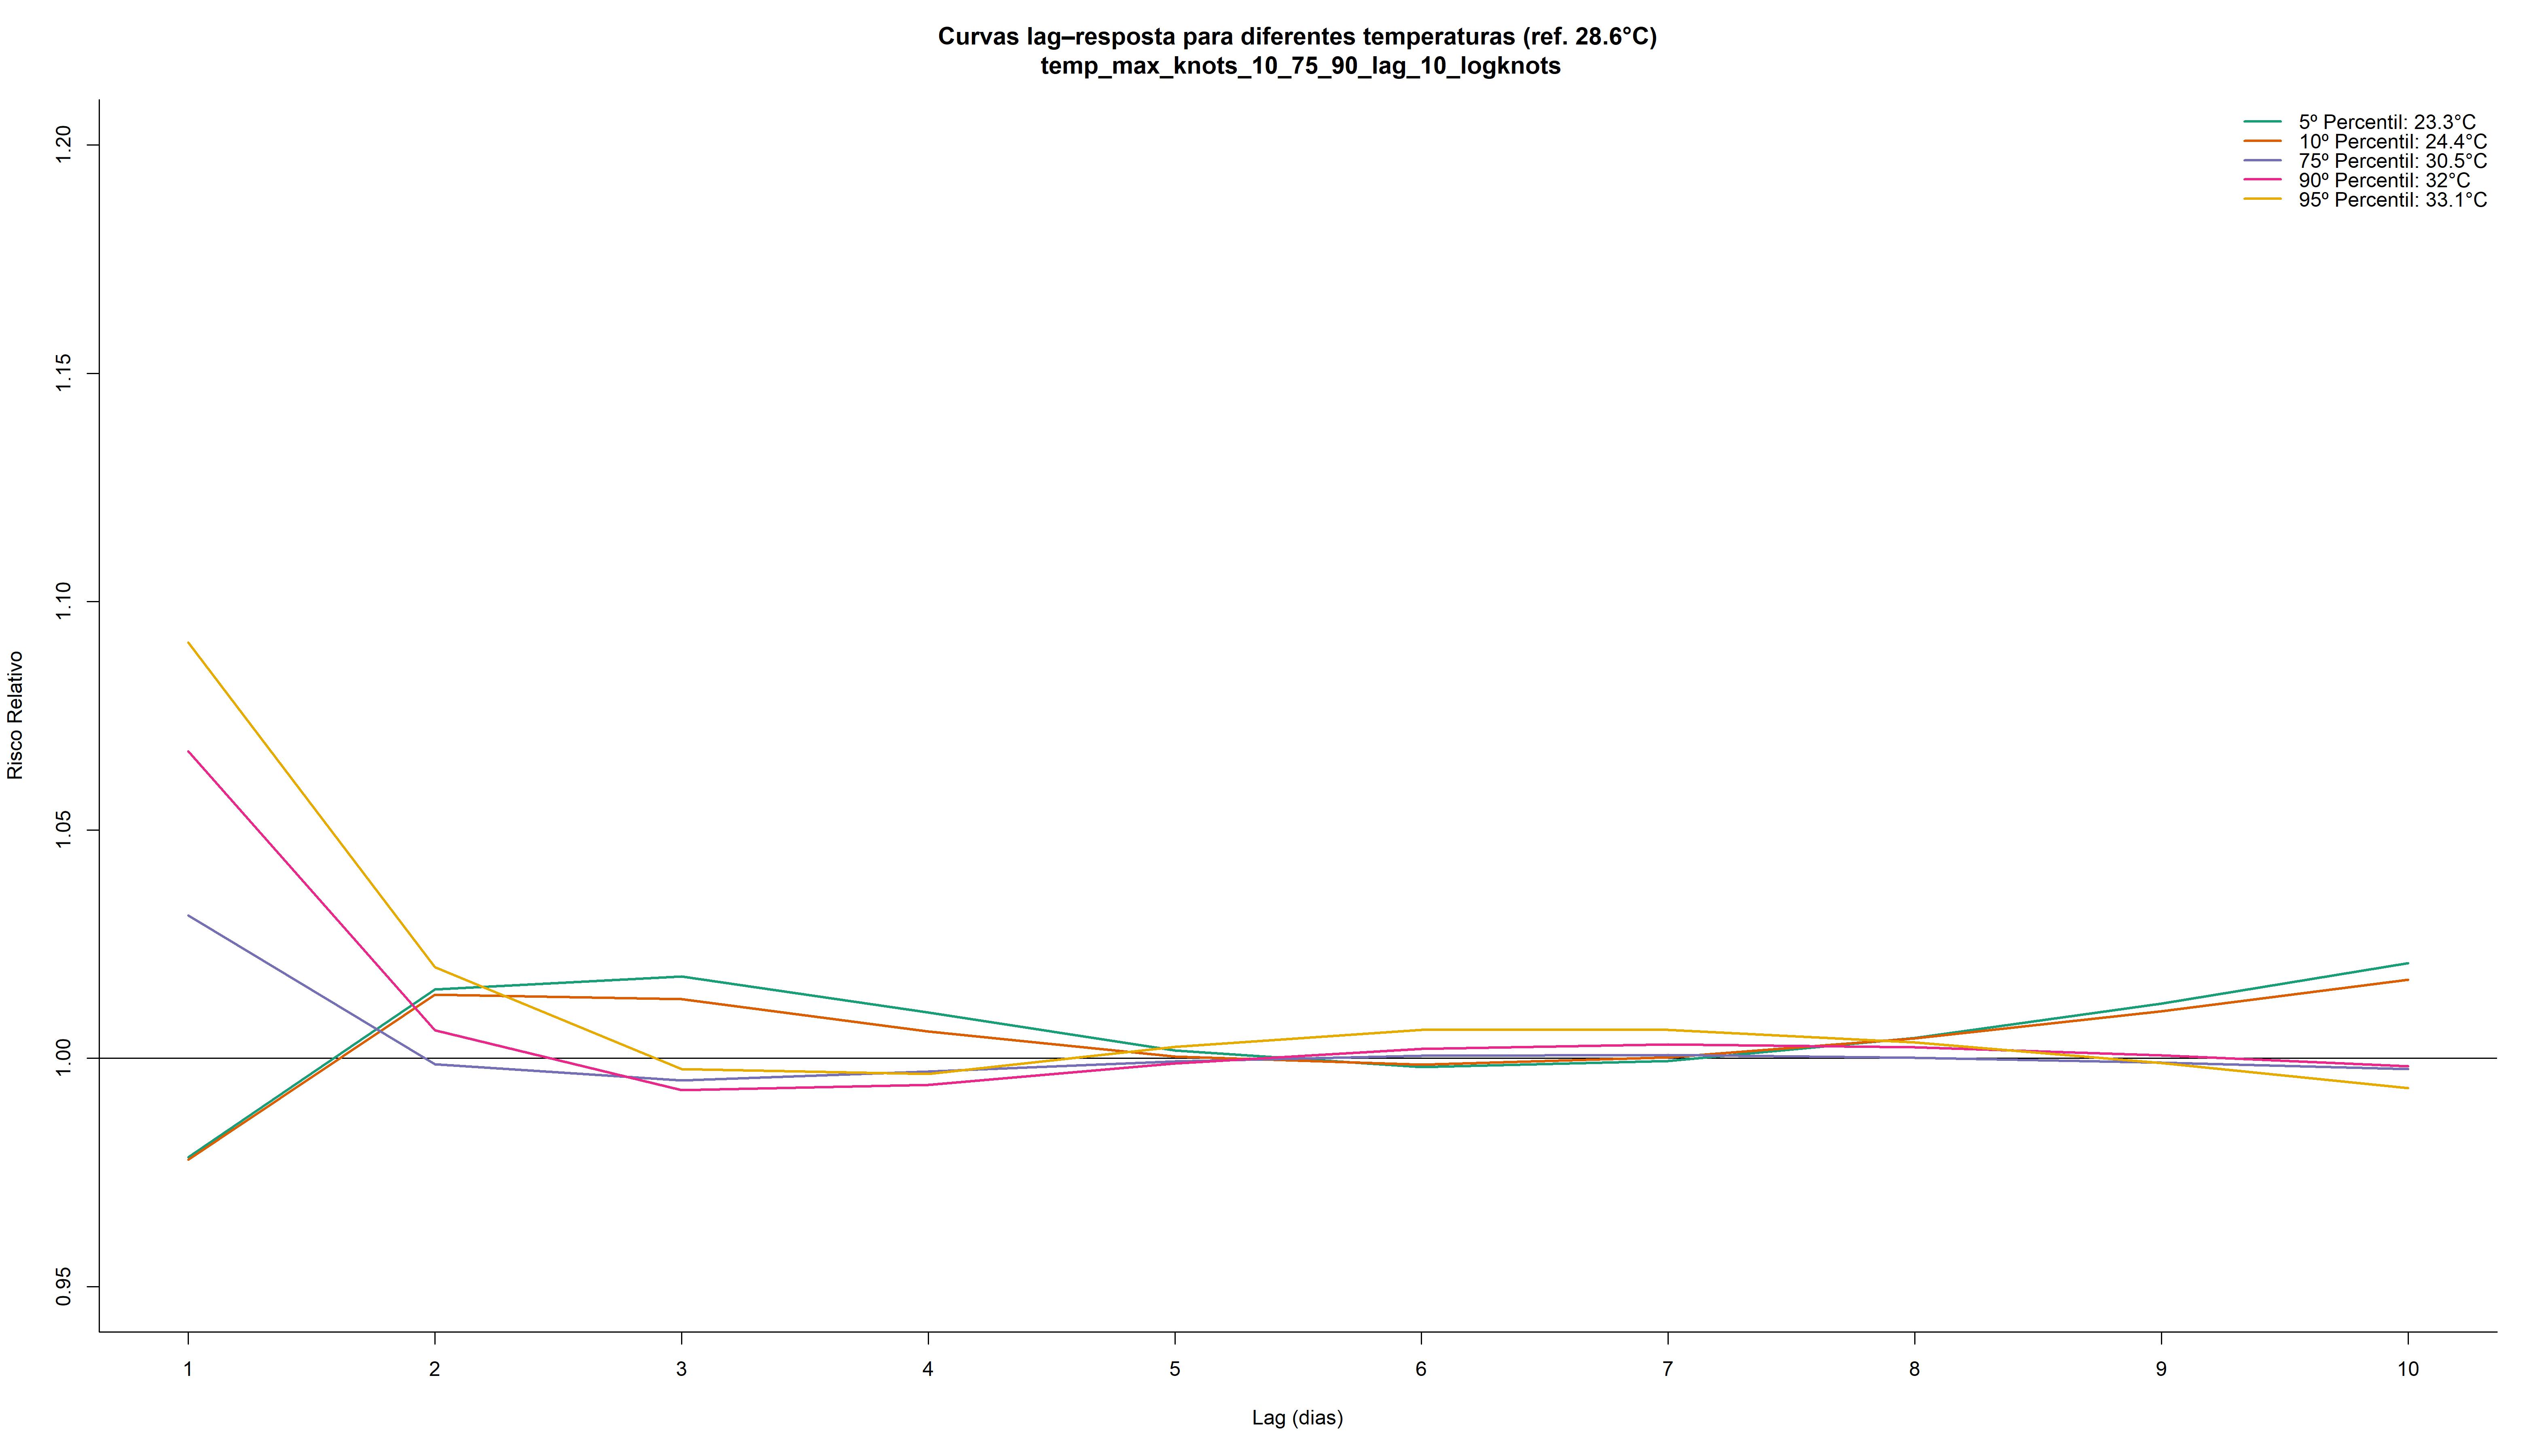 Curvas lag–resposta para diferentes temperaturas (ref. 28.6°C)
temp_max_knots_10_75_90_lag_10_logknots
5º Percentil: 23.3°C
10º Percentil: 24.4°C
75º Percentil: 30.5°C
90º Percentil: 32°C
95º Percentil: 33.1°C
1.20
1.15
1.10
1.05
1.00
0.95
Risco Relativo
1 2 3 4 5 6 7 8 9 10
Lag (dias)